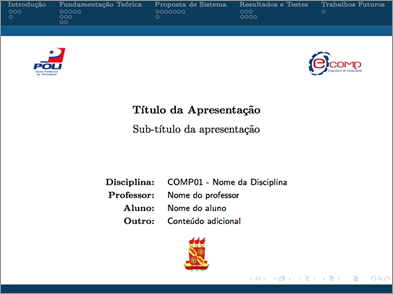 Introdução Fundamentação Teórica Proposta de Sistema Resultados e Testes Trabalhos Futuros
POLI
Escola Politécnica
de Pernambuco
ecomp
Engenharia da Computação
Título da Apresentação
Sub-título da apresentação
Disciplina: COMP01 - Nome da Disciplina
Professor: Nome do professor
Aluno: Nome do aluno
Outro: Conteúdo adicional